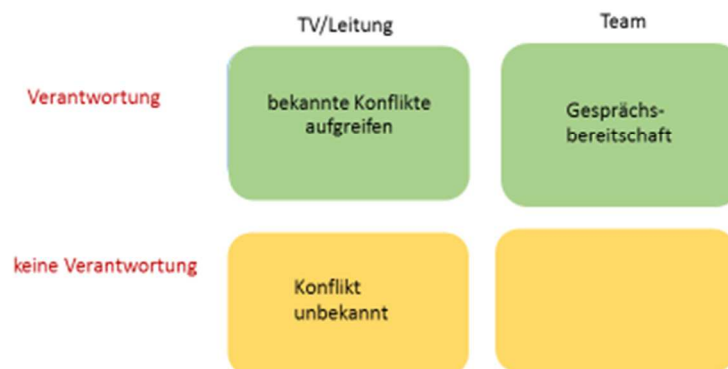 TV/Leitung
Team
Verantwortung
bekannte Konflikte
aufgreifen
Gesprächs-
bereitschaft
keine Verantwortung
Konflikt
unbekannt